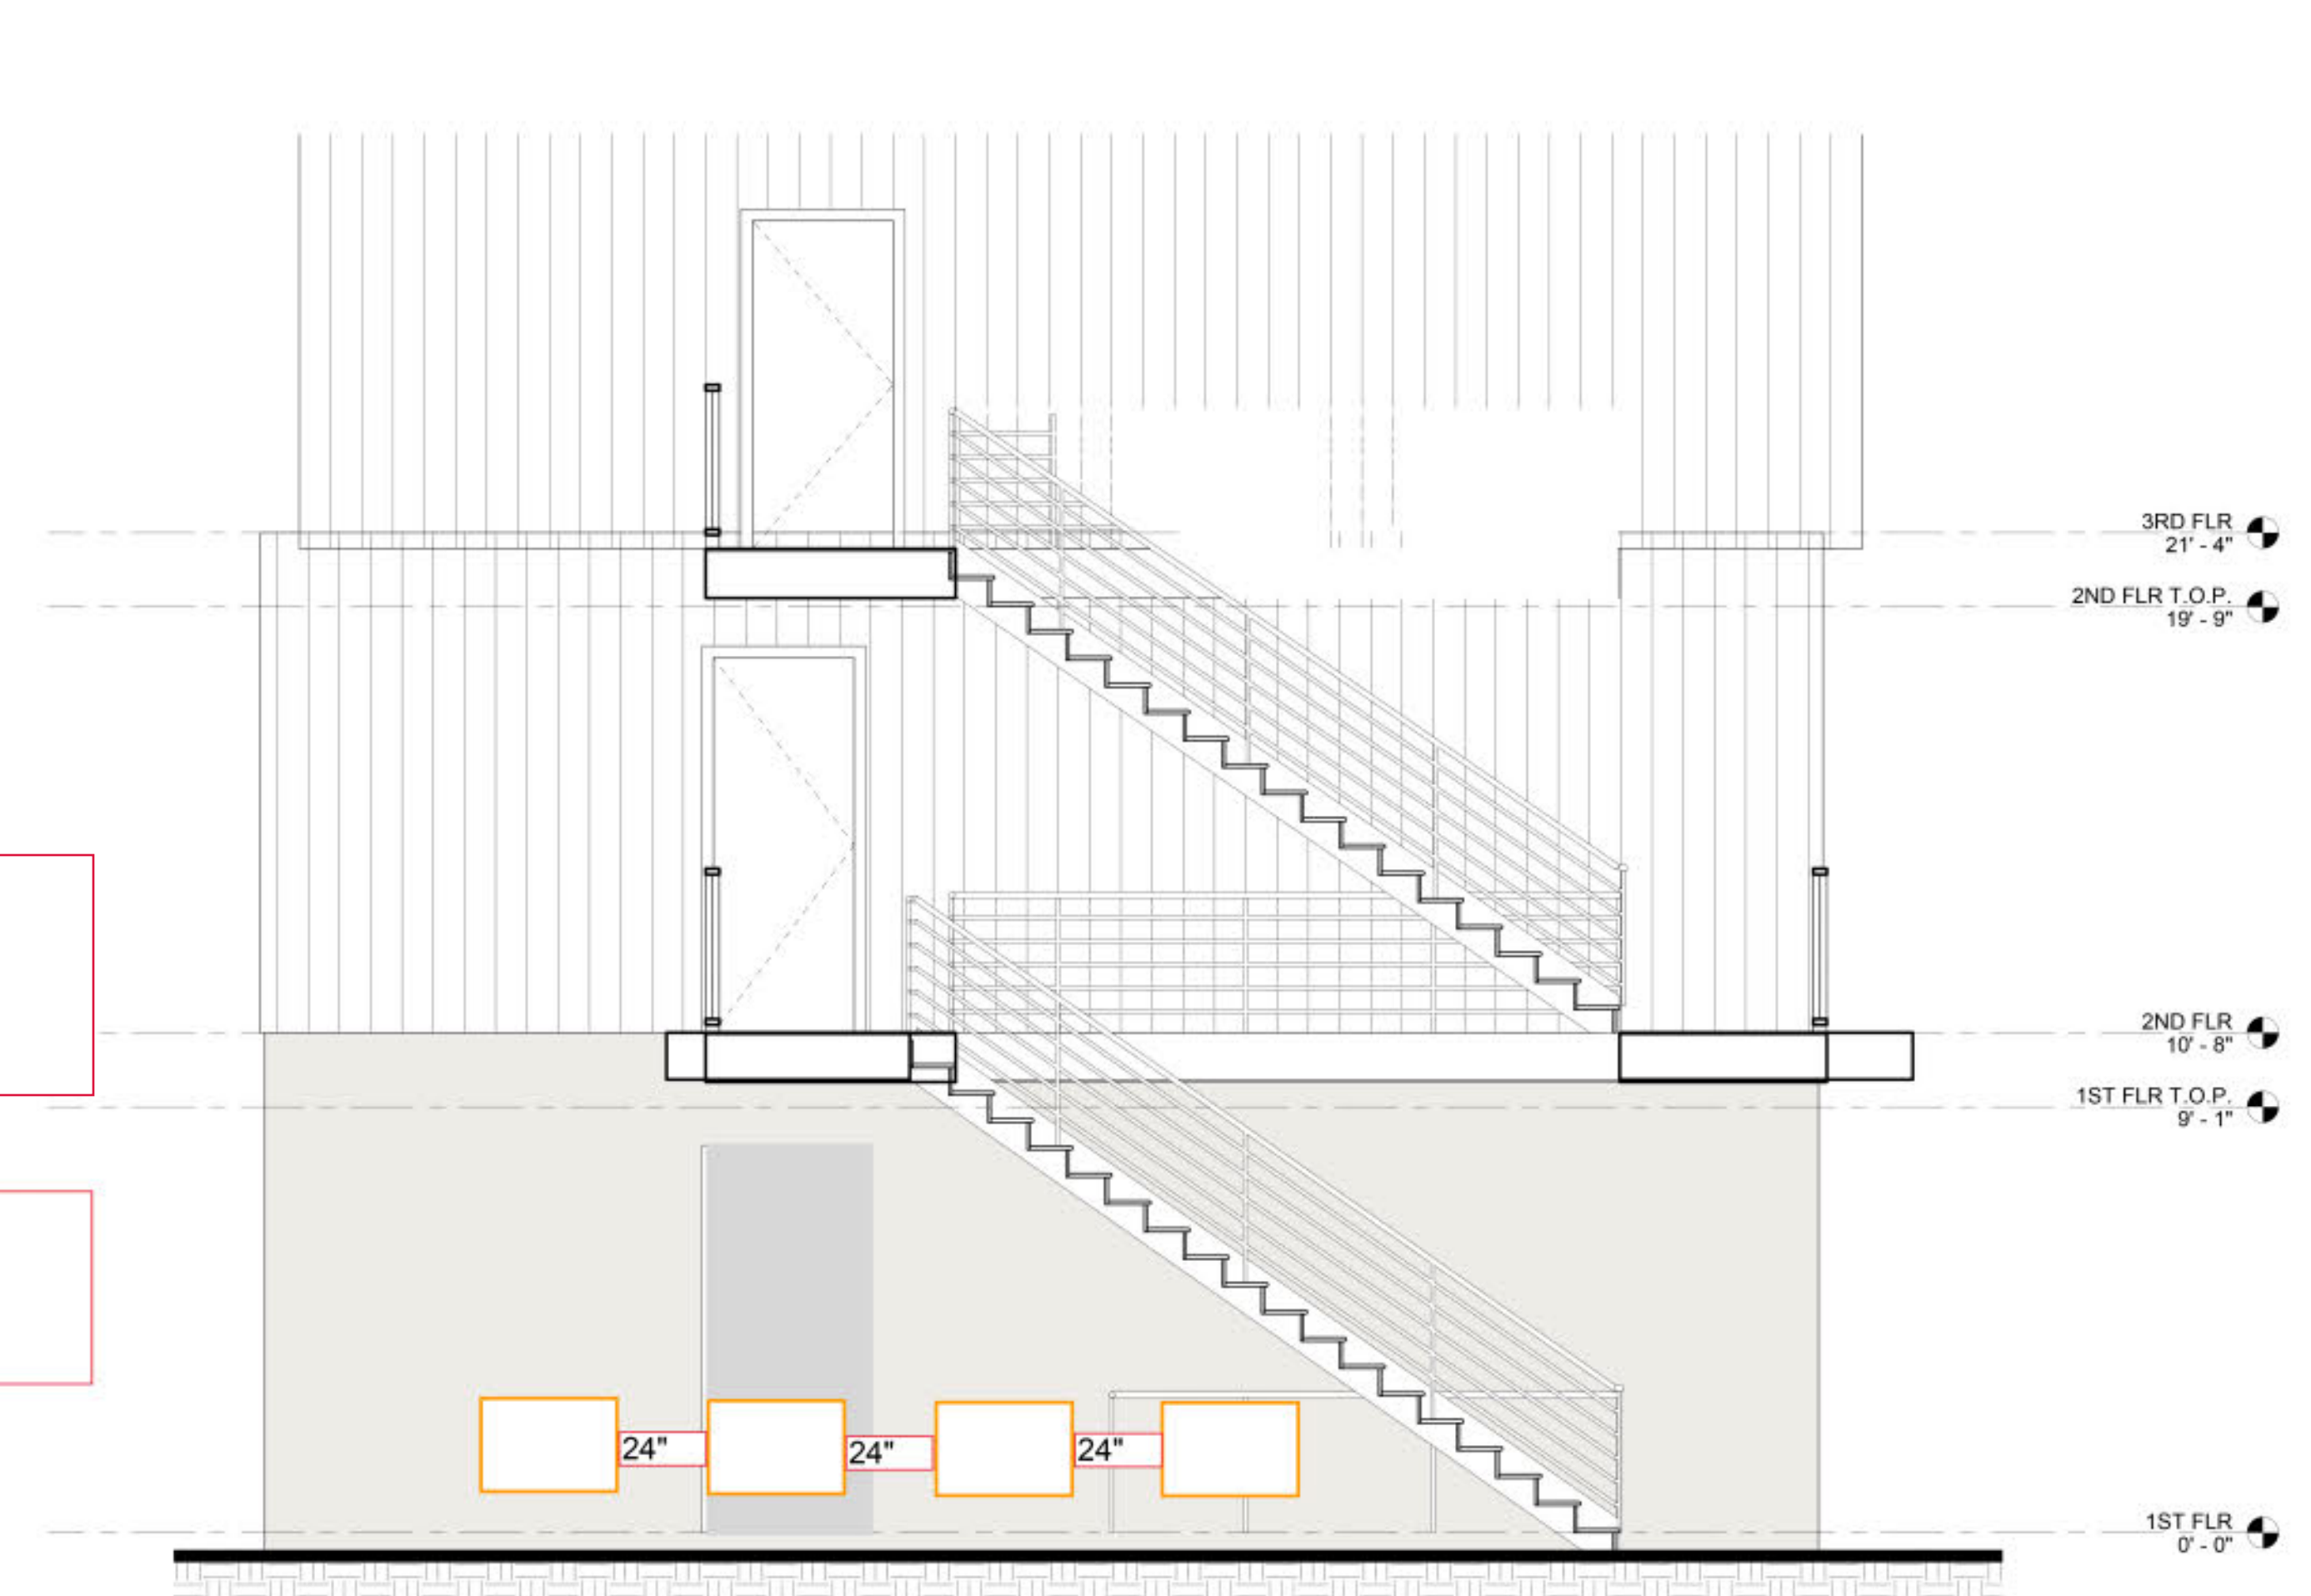 3RD FLR
21' - 4"
2ND FLR T.O.P.
19' - 9"
2ND FLR
10' - 8"
1ST FLR T.O.P.
9' - 1"
24" 24" 24"
1ST FLR
0' - 0"